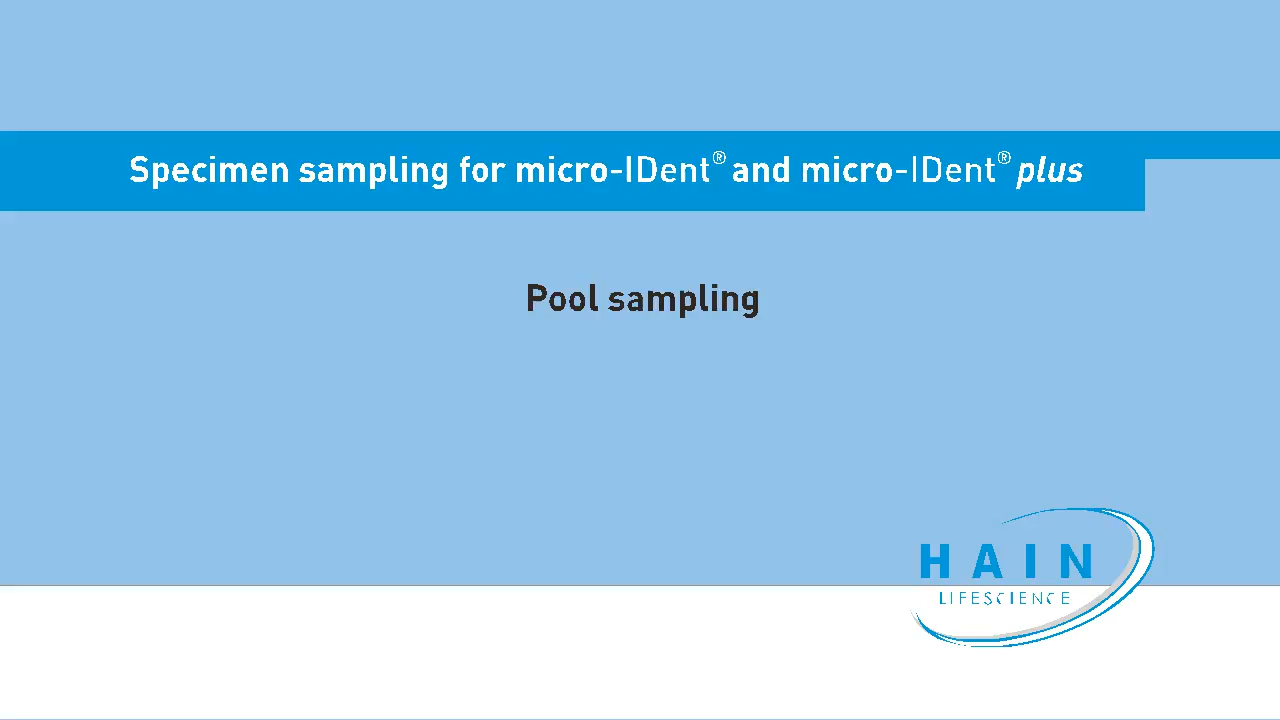 Specimen sampling for micro-IDent® and micro-IDent® plus
Pool sampling
HAIN
LIFESCIENCE